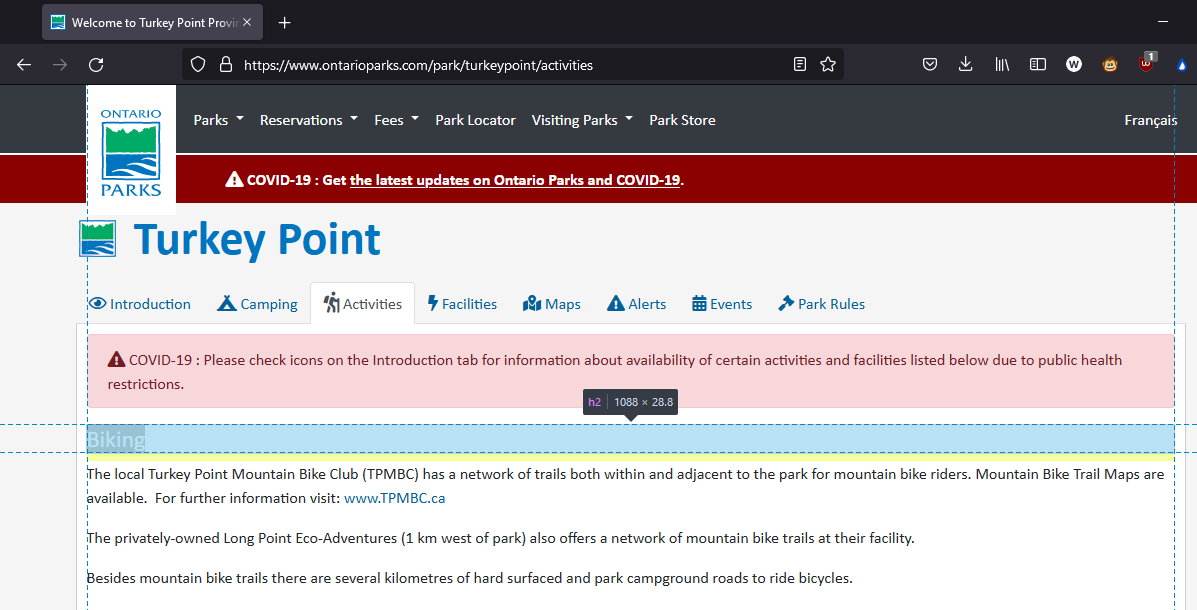 Welcome to Turkey Point Provin
https://www.ontarioparks.com/park/turkeypoint/activities
W
1
ONTARIO
PARKS
Parks Reservations Fees Park Locator Visiting Parks Park Store Français
COVID-19 : Get the latest updates on Ontario Parks and COVID-19.
Turkey Point
Introduction Camping Activities Facilities Maps Alerts Events Park Rules
COVID-19 : Please check icons on the Introduction tab for information about availability of certain activities and facilities listed below due to public health
restrictions.
h2 1088 × 28.8
Biking
The local Turkey Point Mountain Bike Club (TPMBC) has a network of trails both within and adjacent to the park for mountain bike riders. Mountain Bike Trail Maps are
available. For further information visit: www.TPMBC.ca
The privately-owned Long Point Eco-Adventures (1 km west of park) also offers a network of mountain bike trails at their facility.
Besides mountain bike trails there are several kilometres of hard surfaced and park campground roads to ride bicycles.